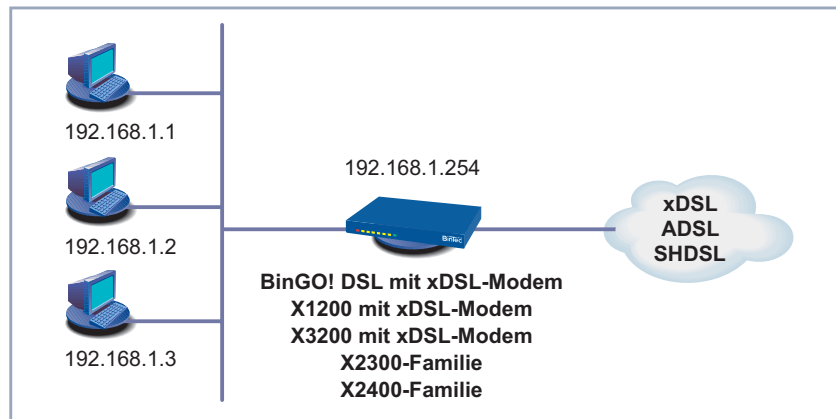 192.168.1.1
192.168.1.2
192.168.1.3
192.168.1.254
BinTec
BinGO! DSL mit xDSL-Modem
X1200 mit xDSL-Modem
X3200 mit xDSL-Modem
X2300-Familie
X2400-Familie
xDSL
ADSL
SHDSL